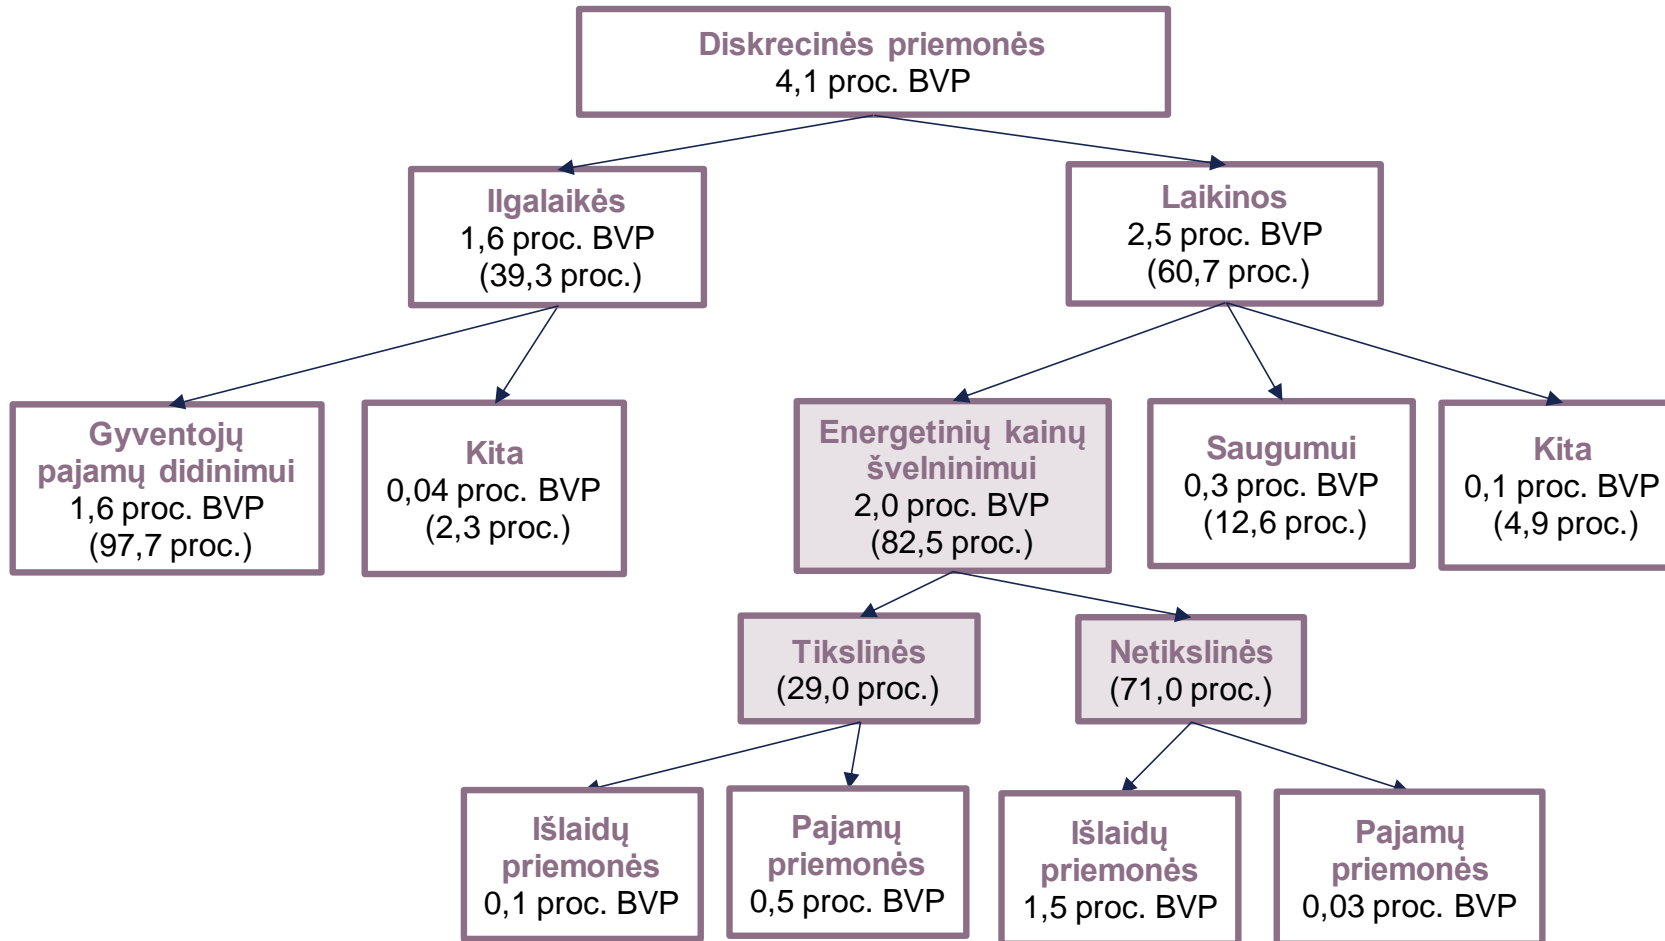 Diskrecinės priemonės
4,1 proc. BVP
Ilgalaikės
1,6 proc. BVP
(39,3 proc.)
Laikinos
2,5 proc. BVP
(60,7 proc.)
Gyventojų
pajamų didinimui
1,6 proc. BVP
(97,7 proc.)
Kita
0,04 proc. BVP
(2,3 proc.)
Energetinių kainų
švelninimui
2,0 proc. BVP
(82,5 proc.)
Saugumui
0,3 proc. BVP
(12,6 proc.)
Kita
0,1 proc. BVP
(4,9 proc.)
Tikslinės
(29,0 proc.)
Netikslinės
(71,0 proc.)
Išlaidų
priemonės
0,1 proc. BVP
Pajamų
priemonės
0,5 proc. BVP
Išlaidų
priemonės
1,5 proc. BVP
Pajamų
priemonės
0,03 proc. BVP